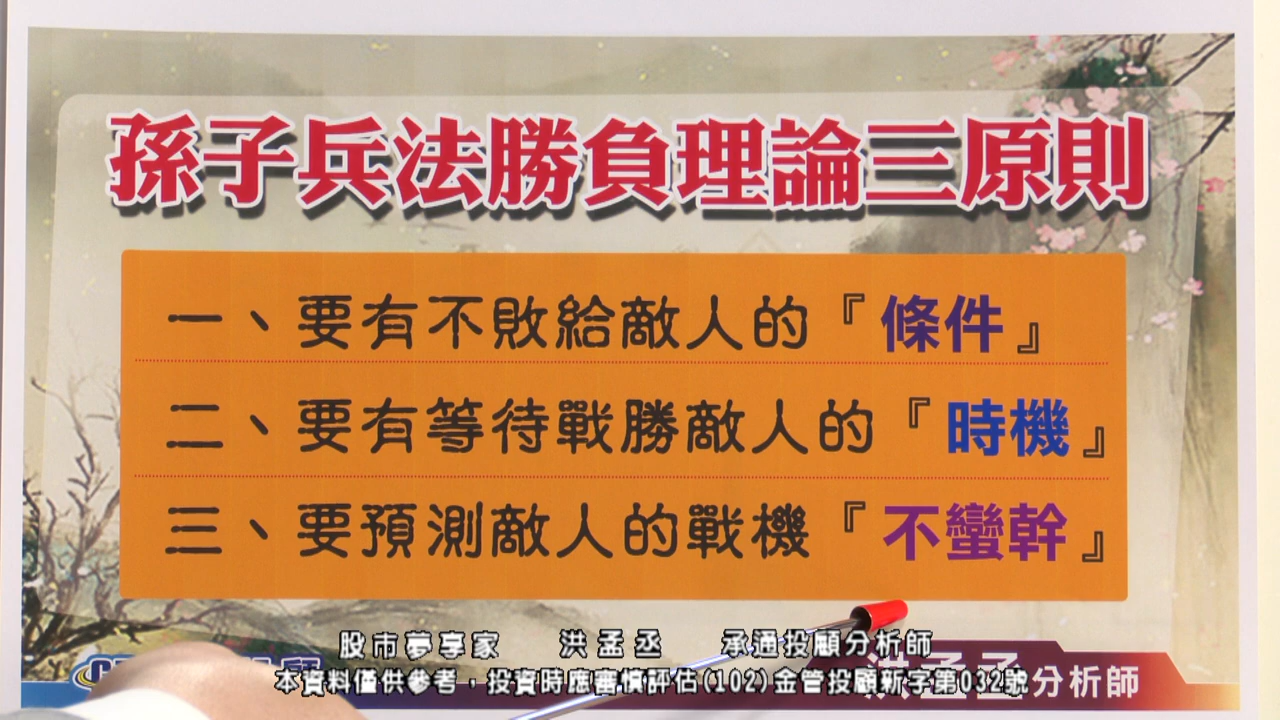 孫子兵法勝負理論三原則
一、要有不敗給敵人的『條件』
二、要有等待戰勝敵人的『時機』
三、要預測敵人的戰機『不蠻幹』
股市夢享家 洪孟丞 承通投顧分析師
本資料僅供參考，投資時應審慎評估(102)金管投顧新字第032號
分析師